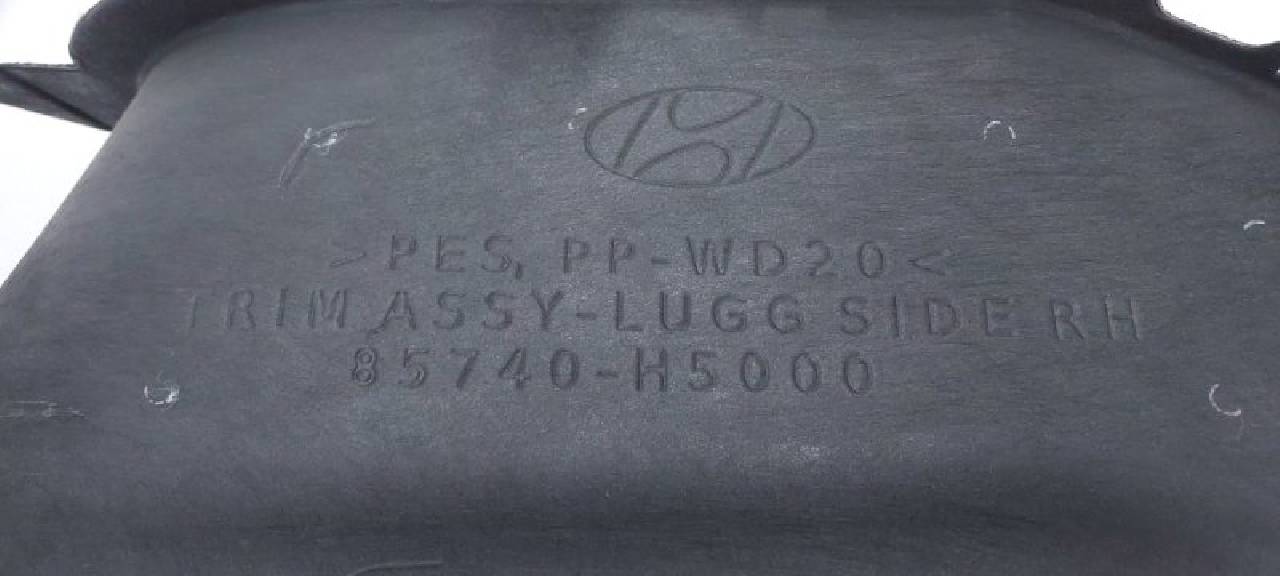 >PES, PP-WD20<
TRIM ASSY-LUGG SIDE RH
85740-H5000